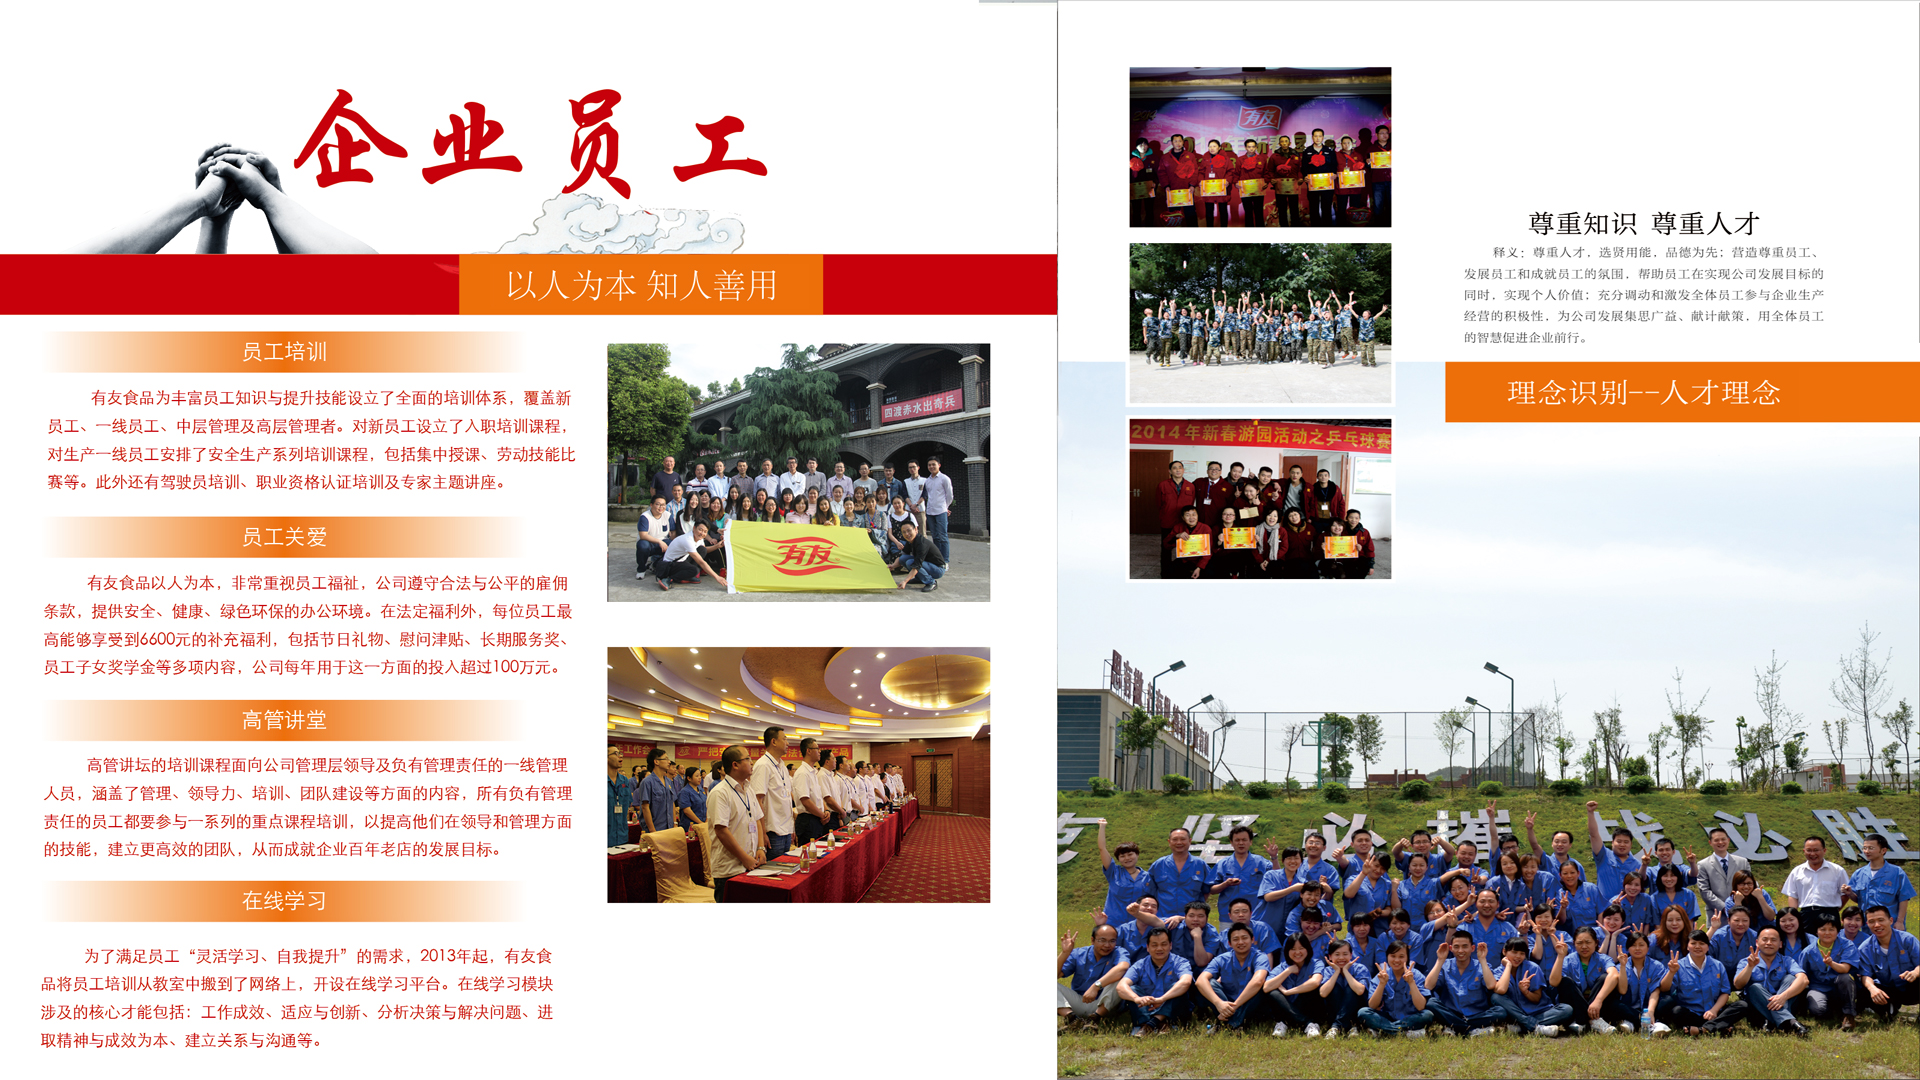 企业员工
以人为本 知人善用
员工培训
有友食品为丰富员工知识与提升技能设立了全面的培训体系，覆盖新
员工、一线员工、中层管理及高层管理者。对新员工设立了入职培训课程，
对生产一线员工安排了安全生产系列培训课程，包括集中授课、劳动技能比
赛等。此外还有驾驶员培训、职业资格认证培训及专家主题讲座。
员工关爱
有友食品以人为本，非常重视员工福祉，公司遵守合法与公平的雇佣
条款，提供安全、健康、绿色环保的办公环境。在法定福利外，每位员工最
高能够享受到6600元的补充福利，包括节日礼物、慰问津贴、长期服务奖、
员工子女奖学金等多项内容，公司每年用于这一方面的投入超过100万元。
高管讲堂
高管讲坛的培训课程面向公司管理层领导及负有管理责任的一线管理
人员，涵盖了管理、领导力、培训、团队建设等方面的内容，所有负有管理
责任的员工都要参与一系列的重点课程培训，以提高他们在领导和管理方面
的技能，建立更高效的团队，从而成就企业百年老店的发展目标。
在线学习
为了满足员工“灵活学习、自我提升”的需求，2013年起，有友食
品将员工培训从教室中搬到了网络上，开设在线学习平台。在线学习模块
涉及的核心才能包括：工作成效、适应与创新、分析决策与解决问题、进
取精神与成效为本、建立关系与沟通等。
四渡赤水出奇兵
有友
有友
2014年新春游园活动之乒乓球赛
尊重知识 尊重人才
释义：尊重人才，选贤用能，品德为先；营造尊重员工、
发展员工和成就员工的氛围，帮助员工在实现公司发展目标的
同时，实现个人价值；充分调动和激发全体员工参与企业生产
经营的积极性，为公司发展集思广益、献计献策，用全体员工
的智慧促进企业前行。
理念识别--人才理念
坚必摧 战必胜